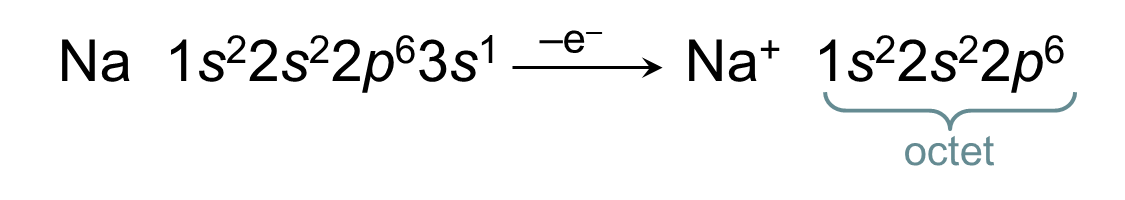 –e⁻
Na 1s²2s²2p⁶3s¹ ⟶ Na⁺ 1s²2s²2p⁶
octet